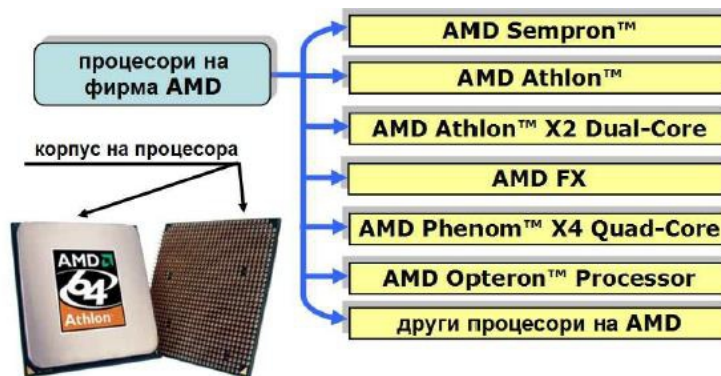 процесори на
фирма AMD
корпус на процесора
AMD
64
Athlon™
AMD Sempron™
AMD Athlon™
AMD Athlon™ X2 Dual-Core
AMD FX
AMD Phenom™ X4 Quad-Core
AMD Opteron™ Processor
други процесори на AMD